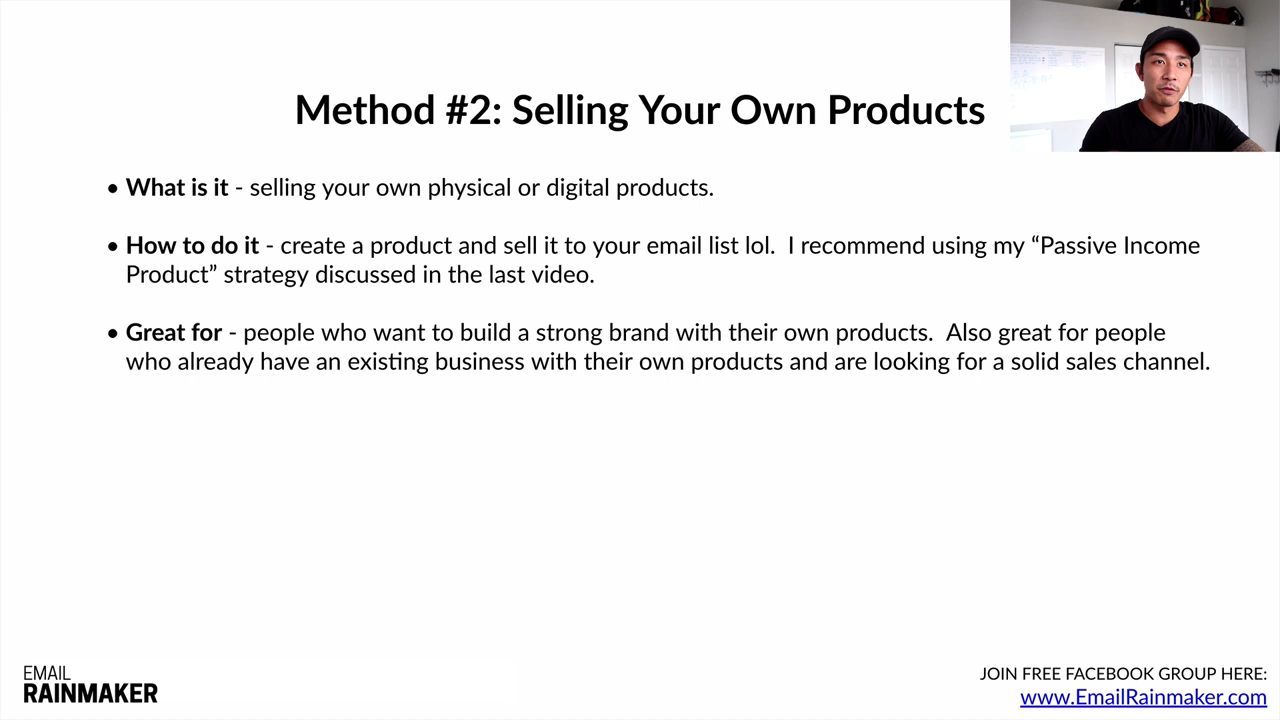 Method #2: Selling Your Own Products
• What is it - selling your own physical or digital products.
• How to do it - create a product and sell it to your email list lol.  I recommend using my “Passive Income
Product” strategy discussed in the last video.
• Great for - people who want to build a strong brand with their own products.  Also great for people
who already have an existing business with their own products and are looking for a solid sales channel.
EMAIL
RAINMAKER
JOIN FREE FACEBOOK GROUP HERE:
www.EmailRainmaker.com